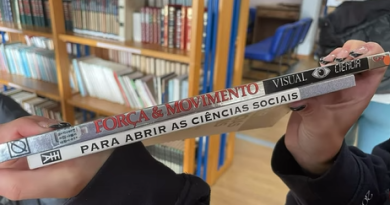 FORÇA & MOVIMENTO VISUAL CIÊNCIA
PARA ABRIR AS CIÊNCIAS SOCIAIS